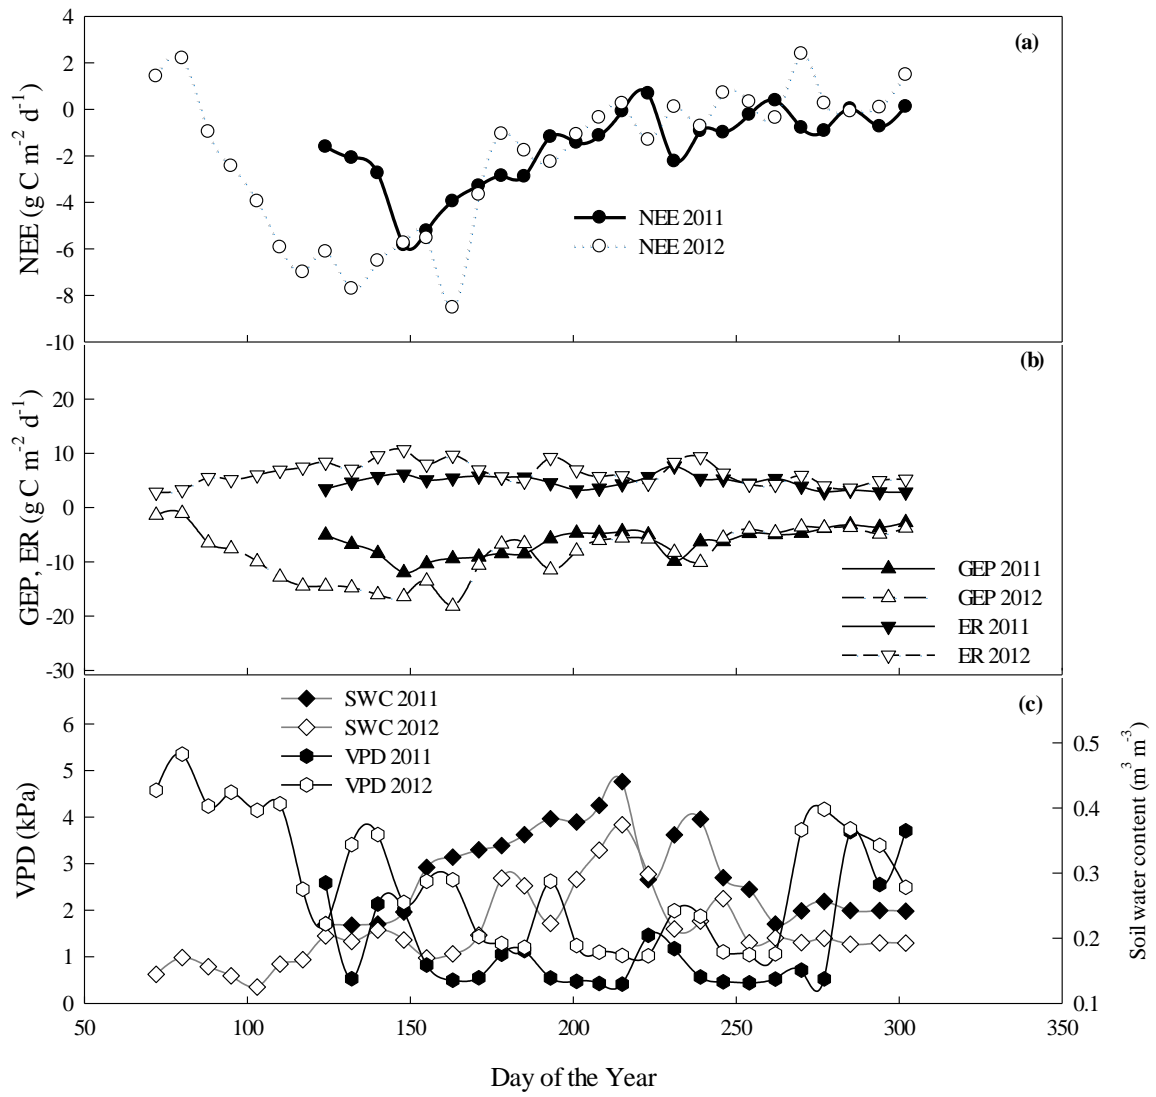 (a)
4
2
0
-2
-4
-6
-8
-10
NEE (g C m-2 d-1)
NEE 2011
NEE 2012
(b)
20
10
0
-10
-20
-30
GEP, ER (g C m-2 d-1)
GEP 2011
GEP 2012
ER 2011
ER 2012
(c)
SWC 2011
SWC 2012
VPD 2011
VPD 2012
6
5
4
3
2
1
0
VPD (kPa)
0.5
0.4
0.3
0.2
0.1
Soil water content (m3 m-3)
50 100 150 200 250 300 350
Day of the Year